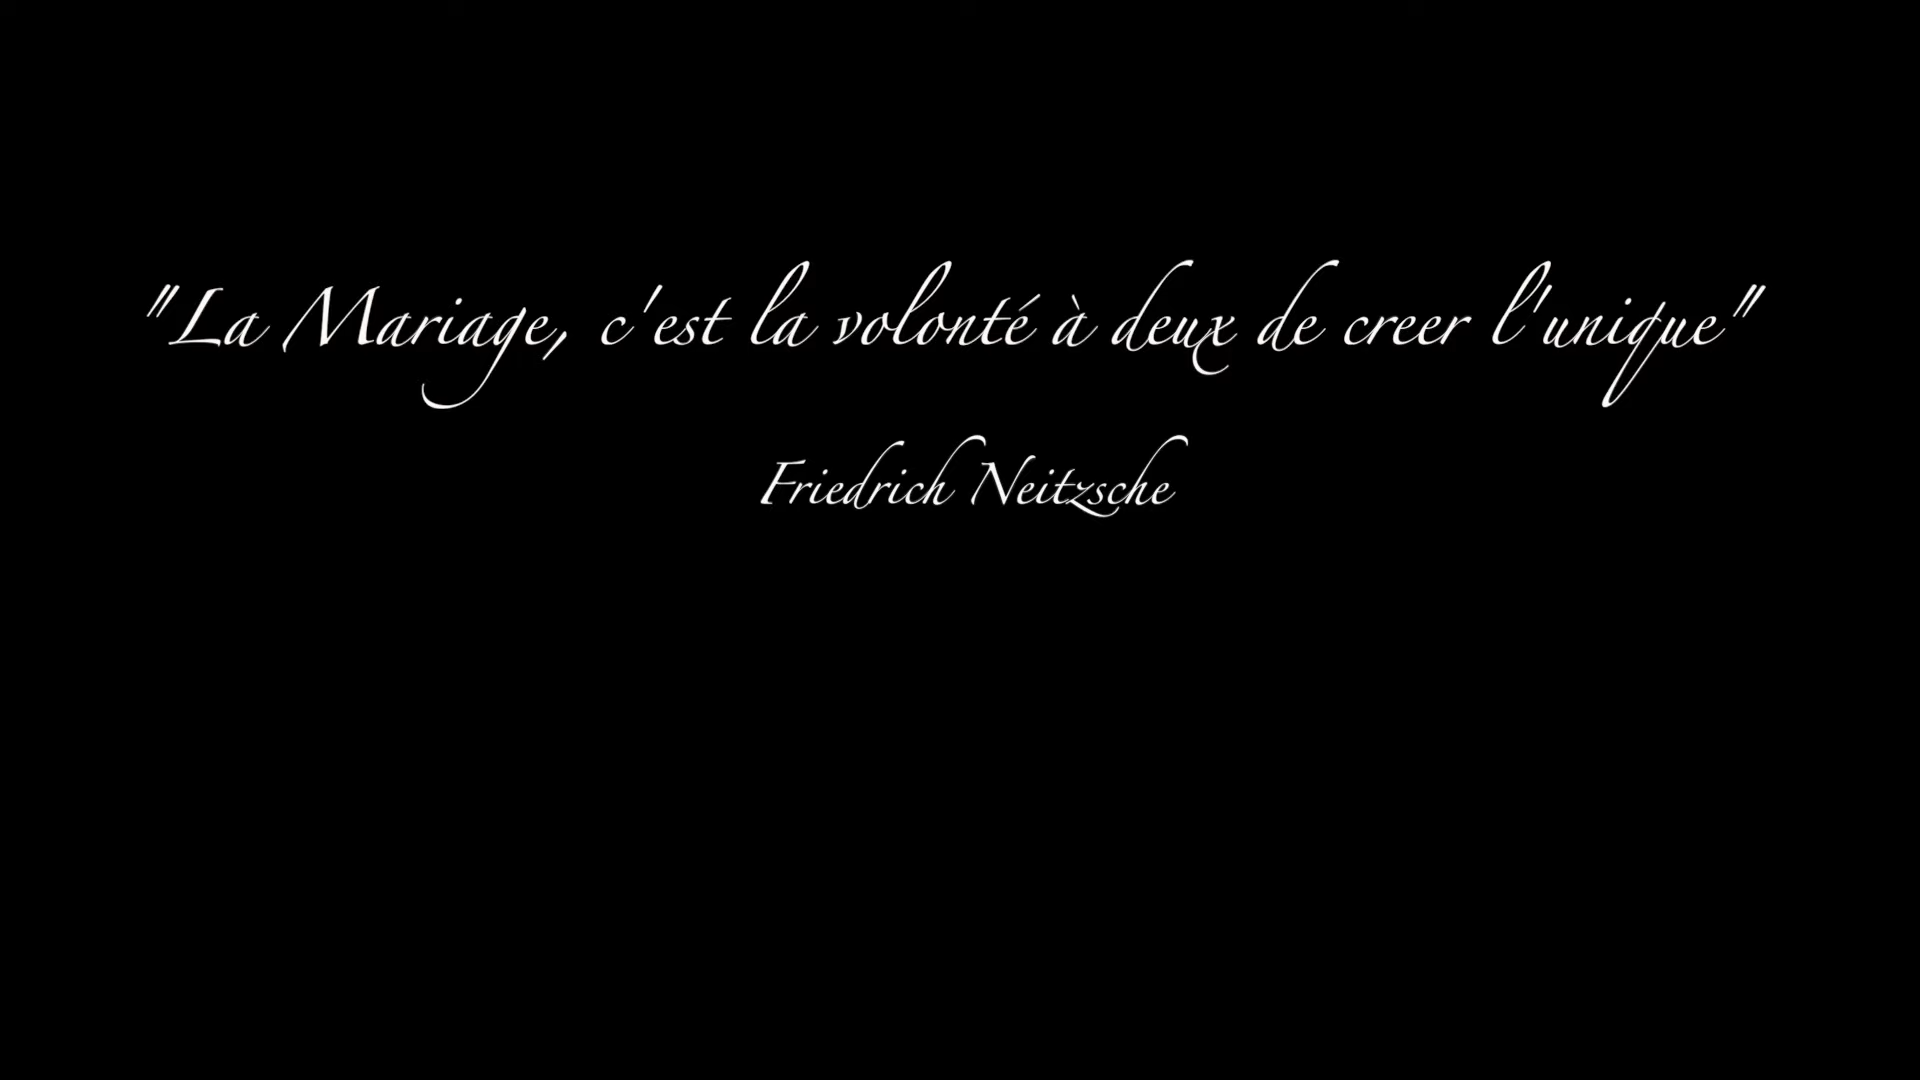 "La Mariage, c'est la volonté à deux de creer l'unique"
Friedrich Neitzsche